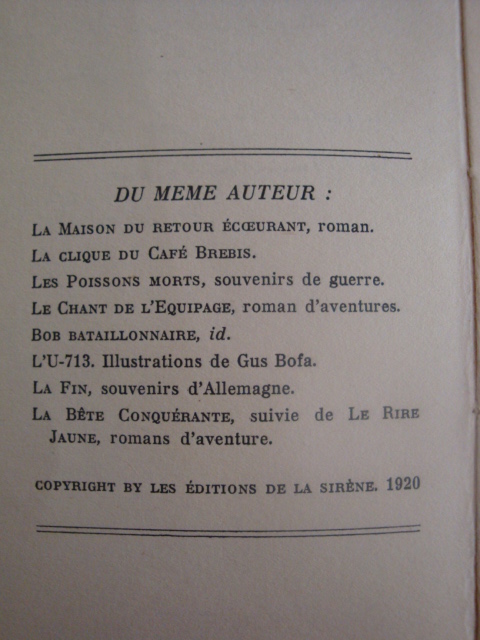 DU MEME AUTEUR :
LA MAISON DU RETOUR ÉCŒURANT, roman.
LA CLIQUE DU CAFÉ BREBIS.
LES POISSONS MORTS, souvenirs de guerre.
LE CHANT DE L'EQUIPAGE, roman d'aventures.
BOB BATAILLONNAIRE, id.
L'U-713. Illustrations de Gus Bofa.
LA FIN, souvenirs d'Allemagne.
LA BÊTE CONQUÉRANTE, suivie de LE RIRE
JAUNE, romans d'aventure.
COPYRIGHT BY LES ÉDITIONS DE LA SIRÈNE. 1920